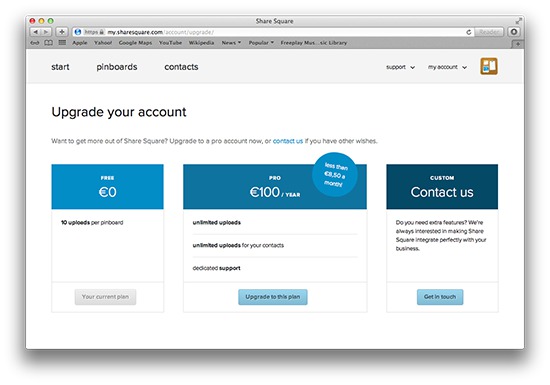 Share Square
https my.sharesquare.com/account/upgrade/
Reader
Apple Yahoo! Google Maps YouTube Wikipedia News Popular Freeplay Mus...sic Library
start pinboards contacts support my account
Upgrade your account
Want to get more out of Share Square? Upgrade to a pro account now, or contact us if you have other wishes.
FREE
€0
10 uploads per pinboard
Your current plan
PRO
€100 / YEAR
less than
€8,50 a
month!
unlimited uploads
unlimited uploads for your contacts
dedicated support
Upgrade to this plan
CUSTOM
Contact us
Do you need extra features? We're
always interested in making Share
Square integrate perfectly with your
business.
Get in touch